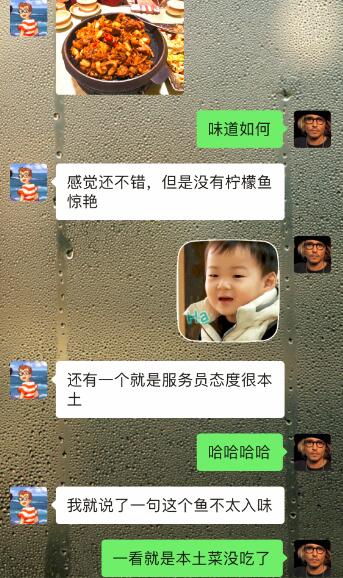 味道如何
感觉还不错，但是没有柠檬鱼
惊艳
Ha
还有一个就是服务员态度很本
土
哈哈哈哈
我就说了一句这个鱼不太入味
一看就是本土菜没吃了